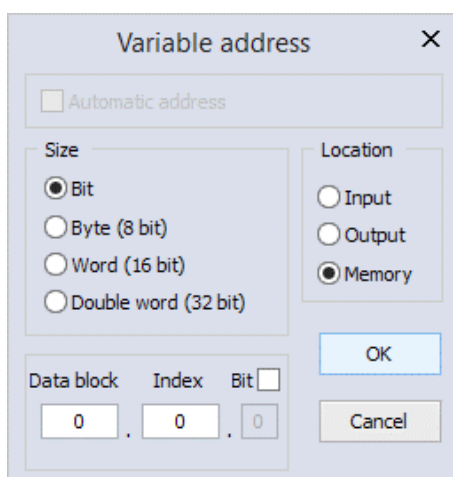 Variable address
Automatic address
Size
Bit
Byte (8 bit)
Word (16 bit)
Double word (32 bit)
Location
Input
Output
Memory
OK
Data block Index Bit
0 . 0 . 0
Cancel